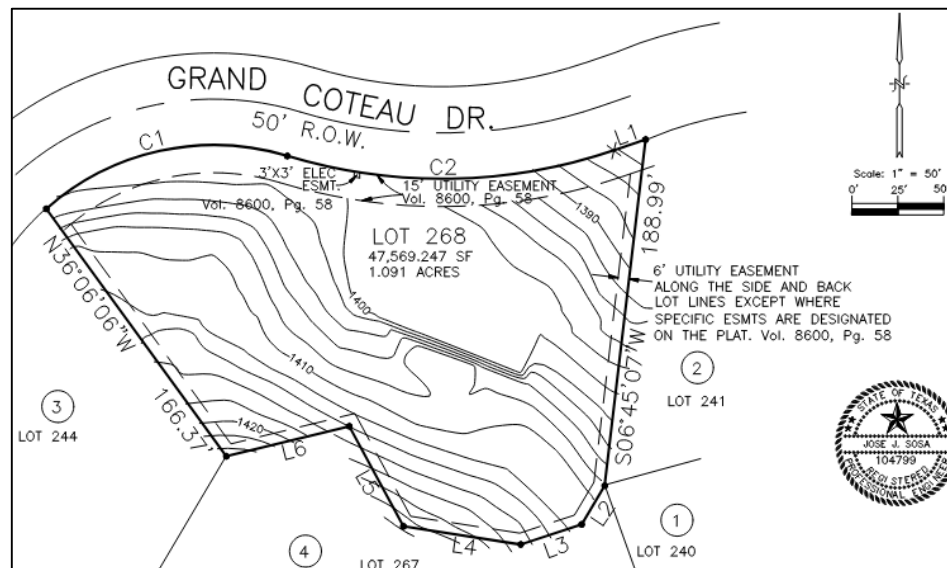 GRAND COTEAU DR.
50' R.O.W.
C1
C2
L1
3'X3' ELEC
ESMT.
Vol. 8600, Pg. 58
15' UTILITY EASEMENT
Vol. 8600, Pg. 58
N
Scale: 1" = 50'
0' 25' 50
LOT 268
47,569.247 SF
1.091 ACRES
1390
1400
1410
1420
188.99'
S06°45'07"W
N36°06'06"W
166.37'
6' UTILITY EASEMENT
ALONG THE SIDE AND BACK
LOT LINES EXCEPT WHERE
SPECIFIC ESMTS ARE DESIGNATED
ON THE PLAT. Vol. 8600, Pg. 58
2
LOT 241
3
LOT 244
L6
L5
L4
L3
L2
1
LOT 240
4
LOT 267
STATE OF TEXAS
JOSE J. SOSA
104799
REGISTERED
PROFESSIONAL ENGINEER